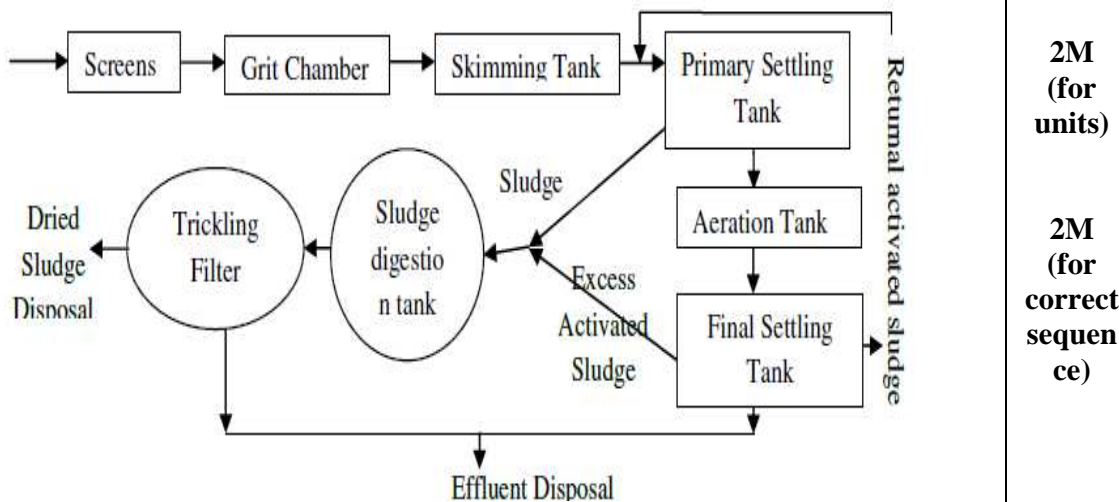 Screens
Grit Chamber
Skimming Tank
Primary Settling
Tank
Returnal activated sludge
Aeration Tank
Final Settling
Tank
Sludge
Excess
Activated
Sludge
Sludge
digestio
n tank
Trickling
Filter
Dried
Sludge
Disposal
Effluent Disposal
2M
(for
units)
2M
(for
correct
sequen
ce)